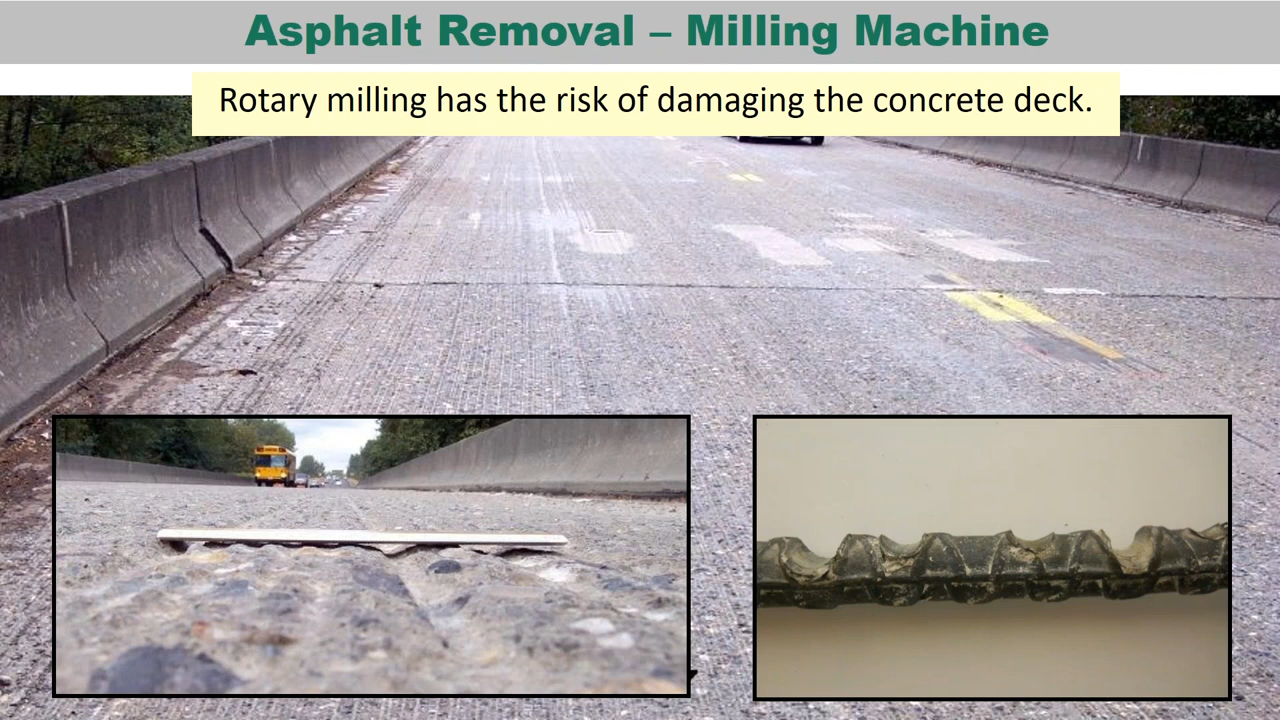 Asphalt Removal – Milling Machine
Rotary milling has the risk of damaging the concrete deck.